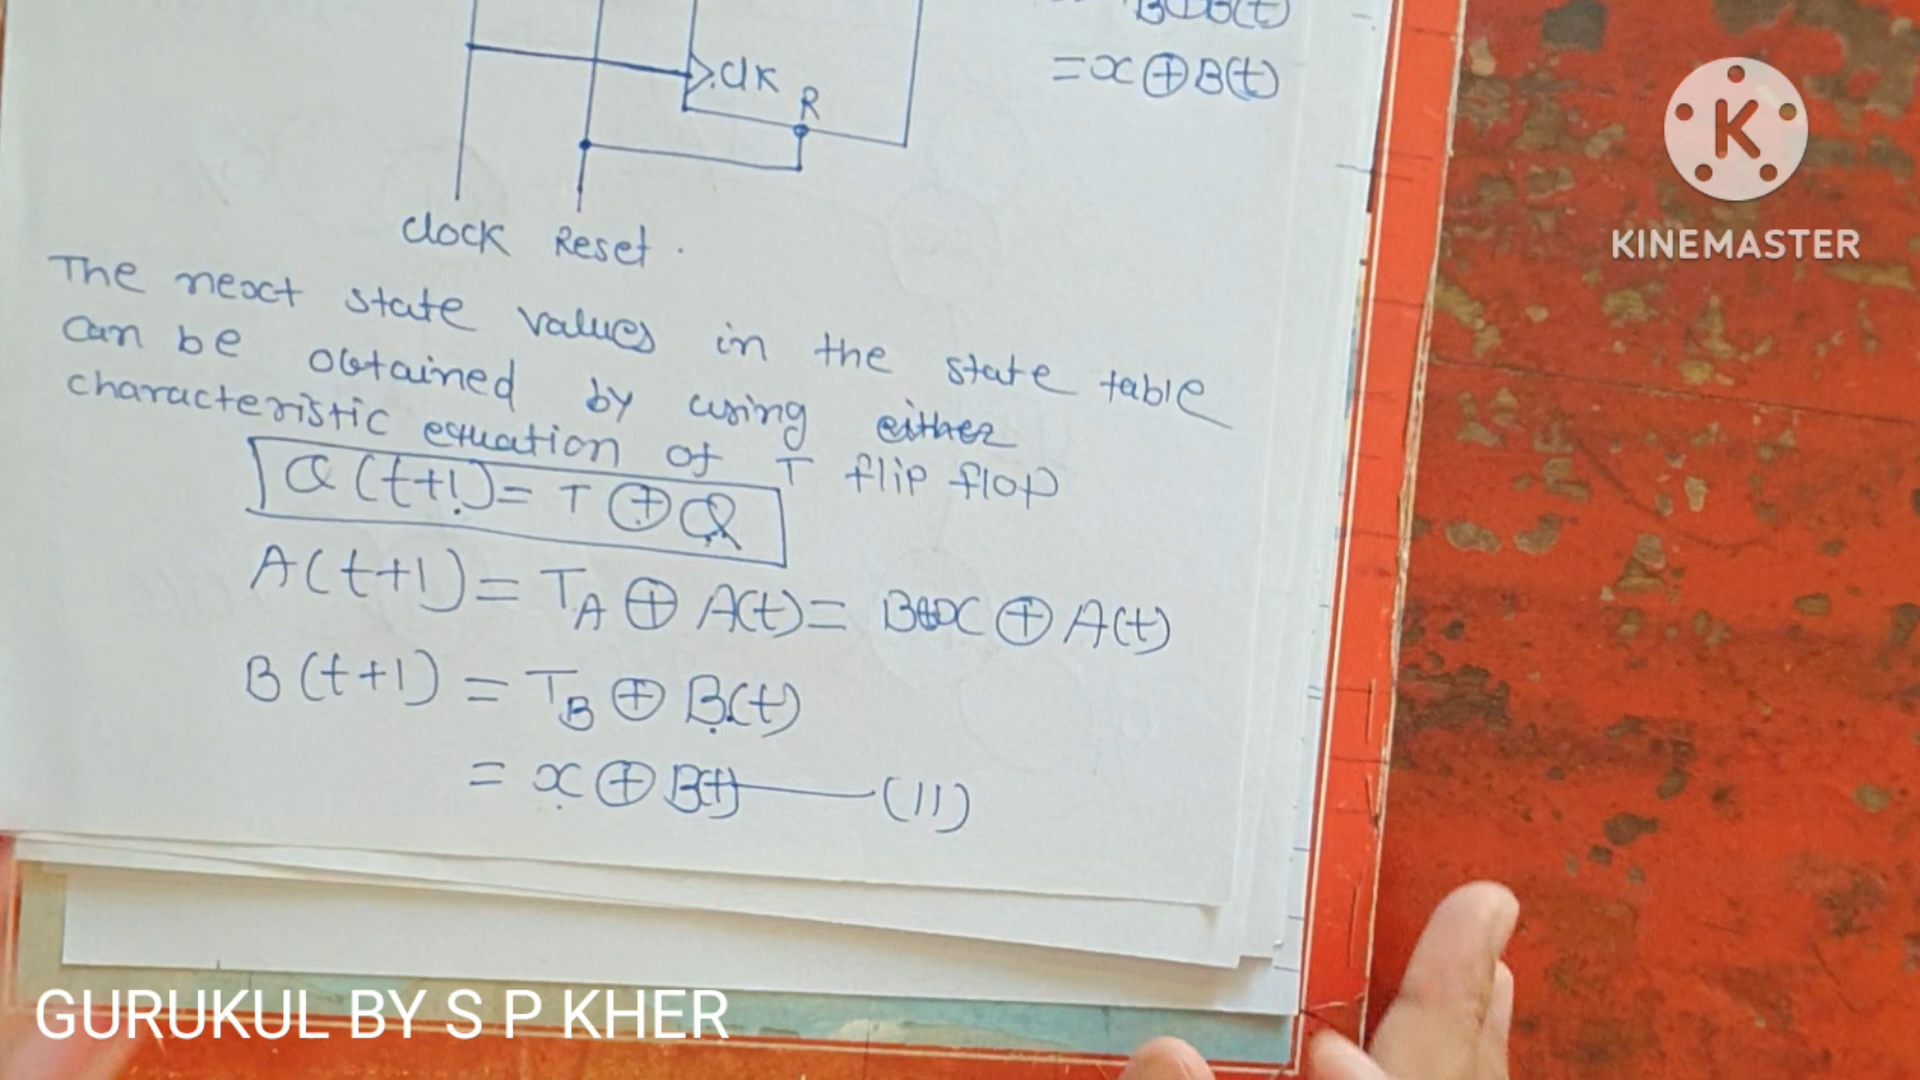 = x ⊕ B(t)
CLK
R
Clock Reset.
The next state values in the state table
can be obtained by using either
characteristic equation of T flip flop
Q(t+1) = T ⊕ Q
A(t+1) = TA ⊕ A(t) = Bx ⊕ A(t)
B(t+1) = TB ⊕ B(t)
= x ⊕ B(t) — (11)
K
KINEMASTER
GURUKUL BY S P KHER